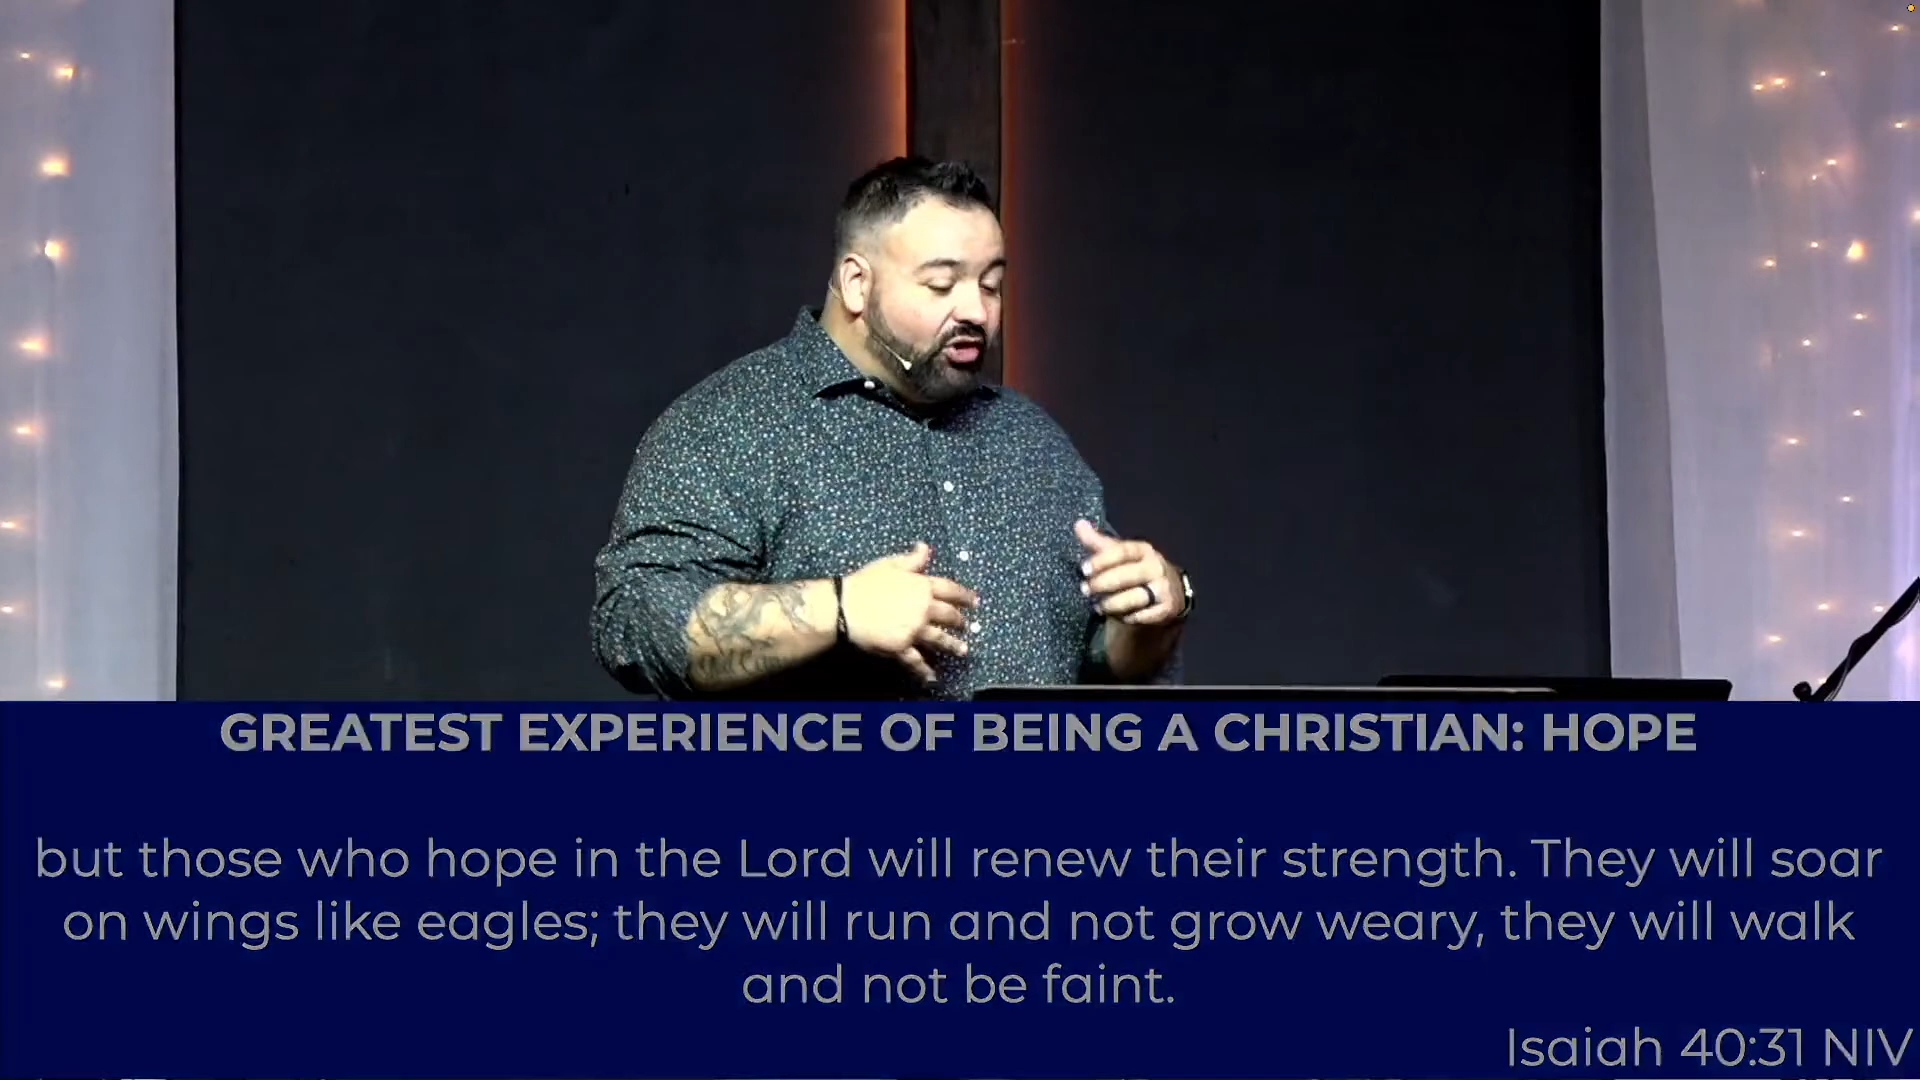 GREATEST EXPERIENCE OF BEING A CHRISTIAN: HOPE
but those who hope in the Lord will renew their strength. They will soar
on wings like eagles; they will run and not grow weary, they will walk
and not be faint.
Isaiah 40:31 NIV